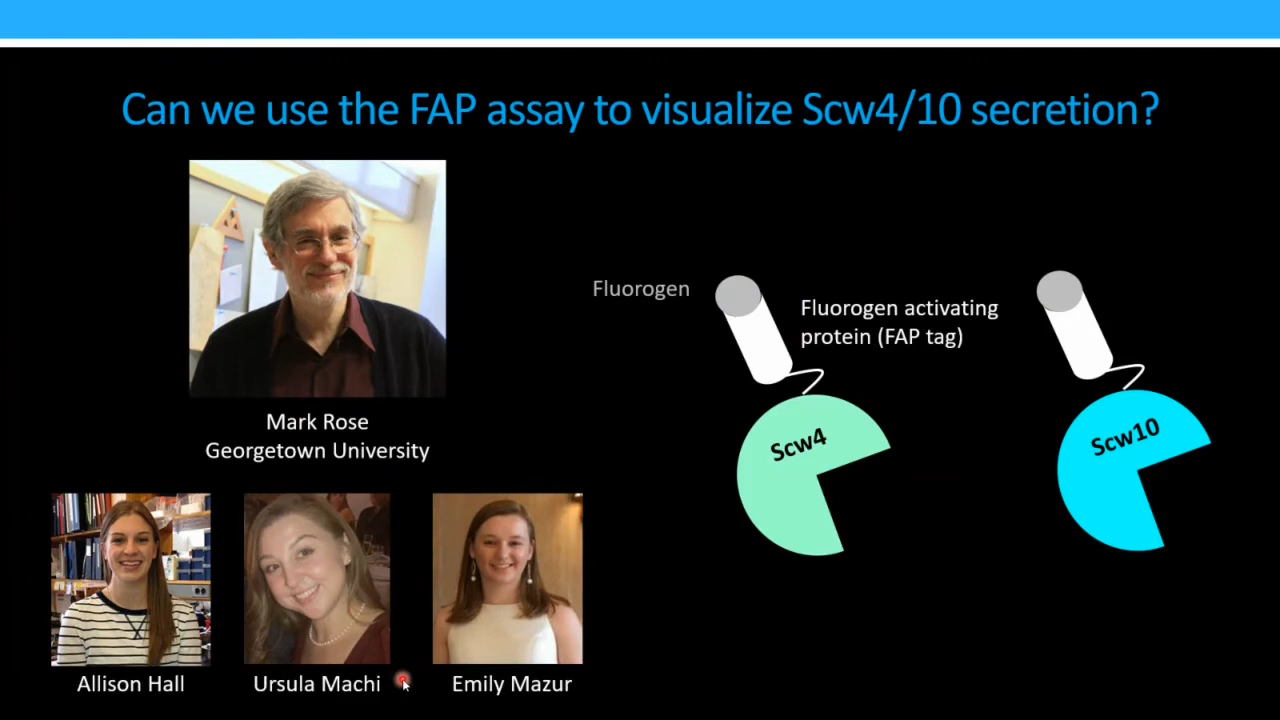 Can we use the FAP assay to visualize Scw4/10 secretion?
Mark Rose
Georgetown University
Allison Hall
Ursula Machi
Emily Mazur
Fluorogen
Fluorogen activating
protein (FAP tag)
Scw4
Scw10